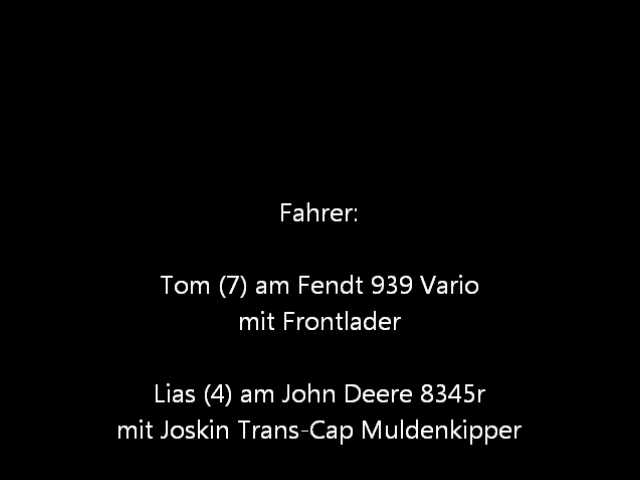 Fahrer:
Tom (7) am Fendt 939 Vario
mit Frontlader
Lias (4) am John Deere 8345r
mit Joskin Trans-Cap Muldenkipper